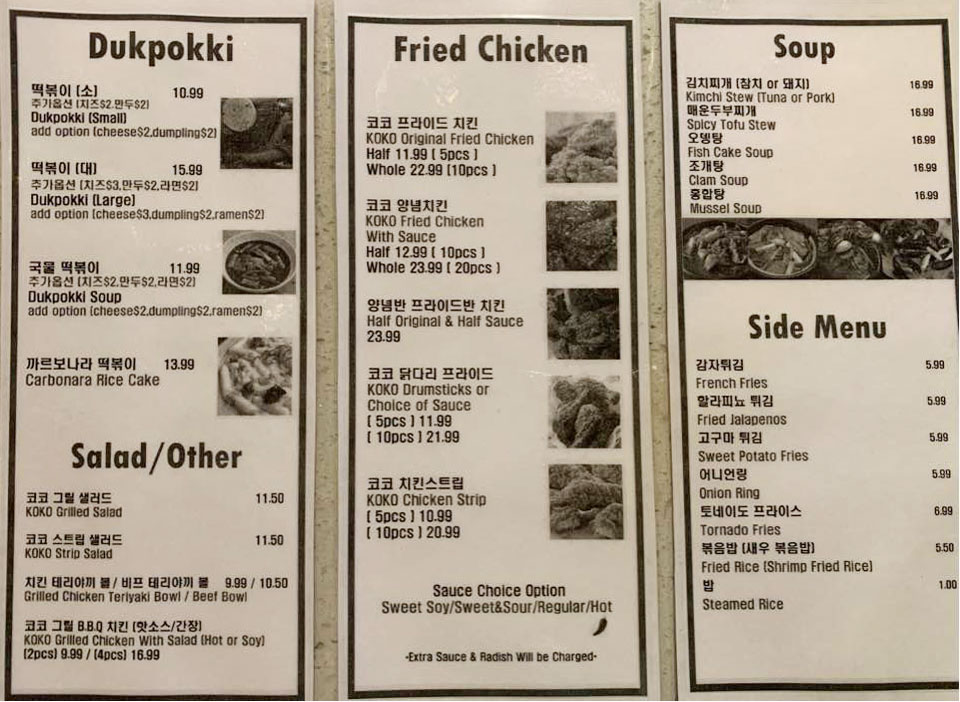 Dukpokki
떡볶이 (소) 10.99
추가옵션 (치즈$2,만두$2)
Dukpokki (Small)
add option (cheese$2,dumpling$2)
떡볶이 (대) 15.99
추가옵션 (치즈$3,만두$2,라면$2)
Dukpokki (Large)
add option (cheese$3,dumpling$2,ramen$2)
국물 떡볶이 11.99
추가옵션 (치즈$2,만두$2,라면$2)
Dukpokki Soup
add option (cheese$2,dumpling$2,ramen$2)
까르보나라 떡볶이 13.99
Carbonara Rice Cake
Salad/Other
코코 그릴 샐러드 11.50
KOKO Grilled Salad
코코 스트립 샐러드 11.50
KOKO Strip Salad
치킨 테리야끼 볼 / 비프 테리야끼 볼 9.99 / 10.50
Grilled Chicken Teriyaki Bowl / Beef Bowl
코코 그릴 B.B.Q 치킨 (핫소스/간장)
KOKO Grilled Chicken With Salad (Hot or Soy)
(2pcs) 9.99 / (4pcs) 16.99
Fried Chicken
코코 프라이드 치킨
KOKO Original Fried Chicken
Half 11.99 ( 5pcs )
Whole 22.99 (10pcs )
코코 양념치킨
KOKO Fried Chicken
With Sauce
Half 12.99 ( 10pcs )
Whole 23.99 ( 20pcs )
양념반 프라이드반 치킨
Half Original & Half Sauce
23.99
코코 닭다리 프라이드
KOKO Drumsticks or
Choice of Sauce
( 5pcs ) 11.99
( 10pcs ) 21.99
코코 치킨스트립
KOKO Chicken Strip
( 5pcs ) 10.99
( 10pcs ) 20.99
Sauce Choice Option
Sweet Soy/Sweet&Sour/Regular/Hot
-Extra Sauce & Radish Will be Charged-
Soup
김치찌개 (참치 or 돼지) 16.99
Kimchi Stew (Tuna or Pork)
매운두부찌개 16.99
Spicy Tofu Stew
오뎅탕 16.99
Fish Cake Soup
조개탕 16.99
Clam Soup
홍합탕 16.99
Mussel Soup
Side Menu
감자튀김 5.99
French Fries
할라피뇨 튀김 5.99
Fried Jalapenos
고구마 튀김 5.99
Sweet Potato Fries
어니언링 5.99
Onion Ring
토네이도 프라이스 6.99
Tornado Fries
볶음밥 (새우 볶음밥) 5.50
Fried Rice (Shrimp Fried Rice)
밥 1.00
Steamed Rice